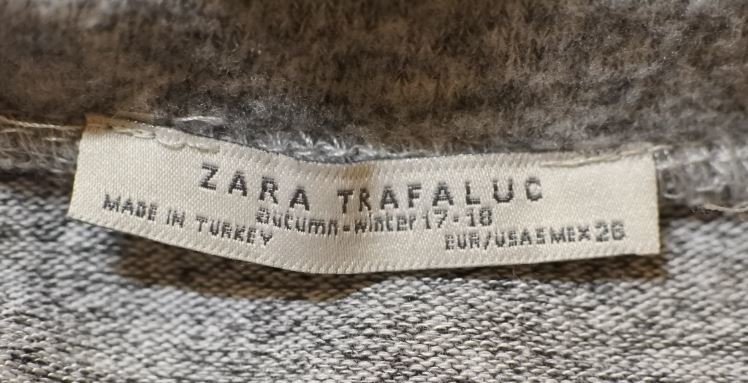 ZARA TRAFALUC
autumn-winter 17-18
MADE IN TURKEY
EUR/USA S MEX 26